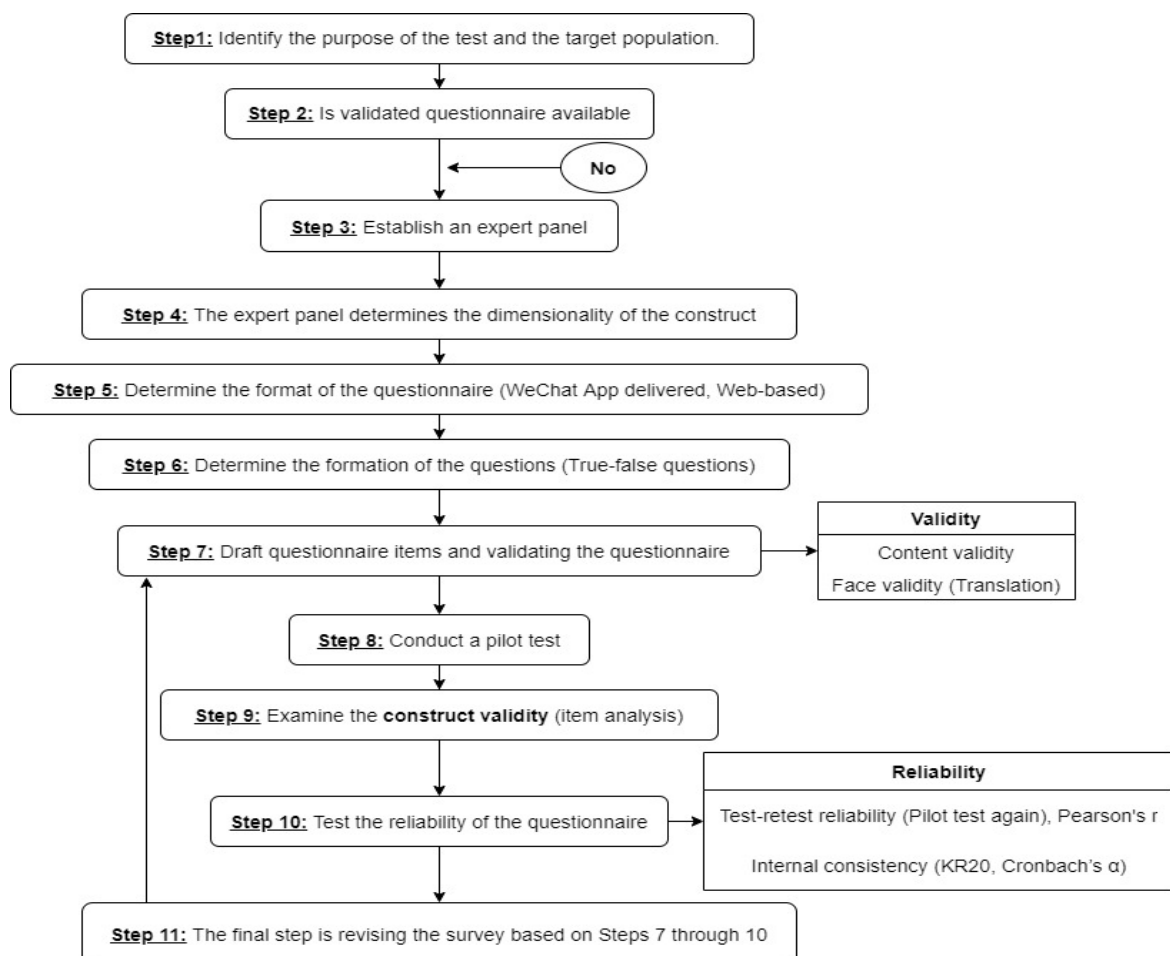 Step1: Identify the purpose of the test and the target population.
Step 2: Is validated questionnaire available
No
Step 3: Establish an expert panel
Step 4: The expert panel determines the dimensionality of the construct
Step 5: Determine the format of the questionnaire (WeChat App delivered, Web-based)
Step 6: Determine the formation of the questions (True-false questions)
Step 7: Draft questionnaire items and validating the questionnaire
Validity
Content validity
Face validity (Translation)
Step 8: Conduct a pilot test
Step 9: Examine the construct validity (item analysis)
Step 10: Test the reliability of the questionnaire
Reliability
Test-retest reliability (Pilot test again), Pearson's r
Internal consistency (KR20, Cronbach’s α)
Step 11: The final step is revising the survey based on Steps 7 through 10